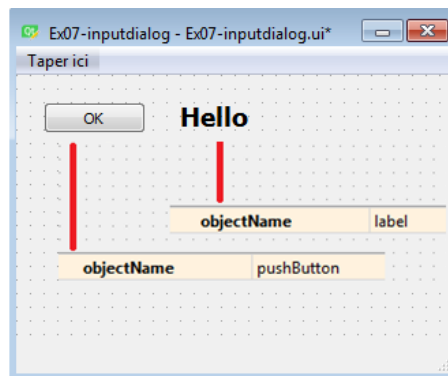 Ex07-inputdialog - Ex07-inputdialog.ui*
Taper ici
OK Hello
objectName label
objectName pushButton